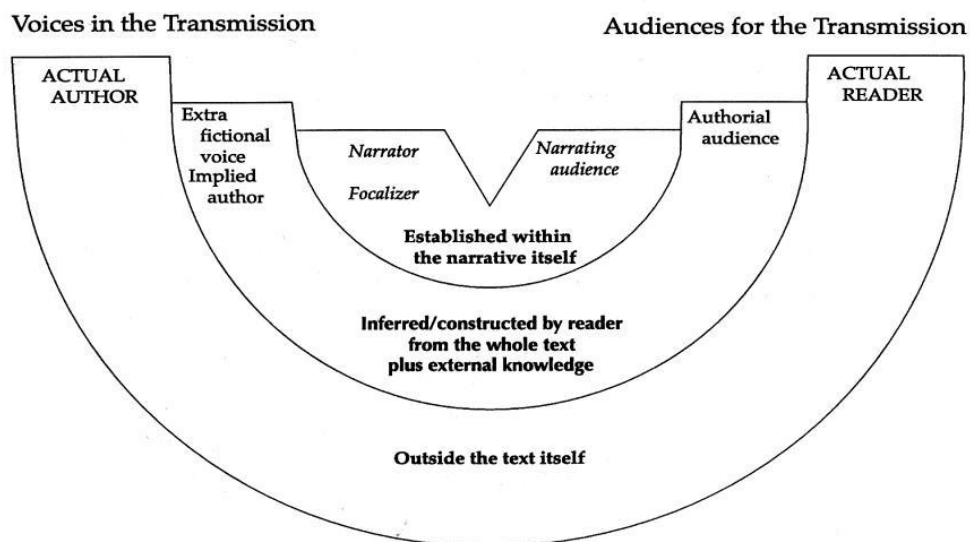 Voices in the Transmission
Audiences for the Transmission
ACTUAL
AUTHOR
Extra
fictional
voice
Implied
author
Narrator
Focalizer
Narrating
audience
Authorial
audience
ACTUAL
READER
Established within
the narrative itself
Inferred/constructed by reader
from the whole text
plus external knowledge
Outside the text itself